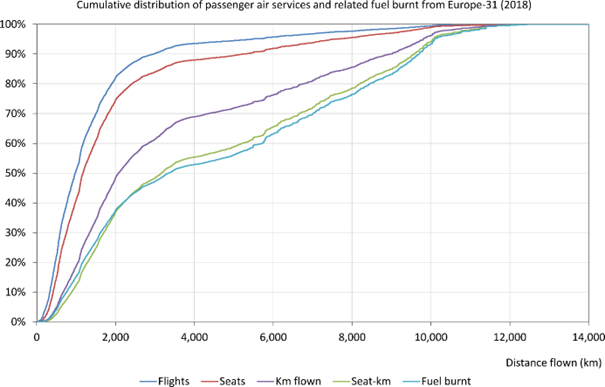 Cumulative distribution of passenger air services and related fuel burnt from Europe-31 (2018)
100%
90%
80%
70%
60%
50%
40%
30%
20%
10%
0%
0 2,000 4,000 6,000 8,000 10,000 12,000 14,000
Distance flown (km)
Flights Seats Km flown Seat-km Fuel burnt